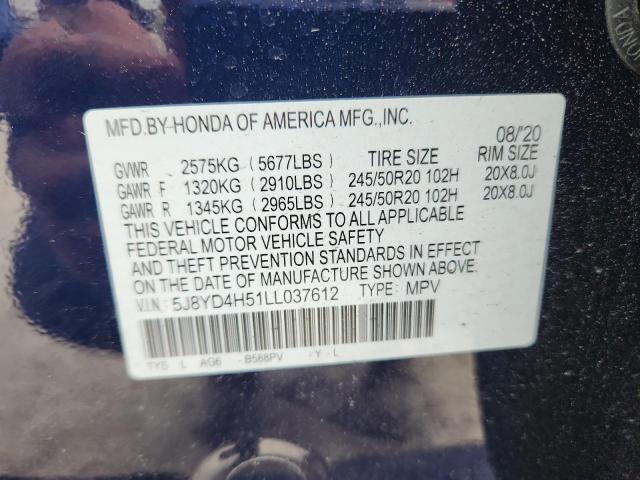 MFD.BY-HONDA OF AMERICA MFG.,INC.
08/'20
GVWR 2575KG (5677LBS) TIRE SIZE RIM SIZE
GAWR F 1320KG (2910LBS) 245/50R20 102H 20X8.0J
GAWR R 1345KG (2965LBS) 245/50R20 102H 20X8.0J
THIS VEHICLE CONFORMS TO ALL APPLICABLE
FEDERAL MOTOR VEHICLE SAFETY
AND THEFT PREVENTION STANDARDS IN EFFECT
ON THE DATE OF MANUFACTURE SHOWN ABOVE.
V.I.N: 5J8YD4H51LL037612 TYPE: MPV
TY5 L AG6 - B588PV - Y - L